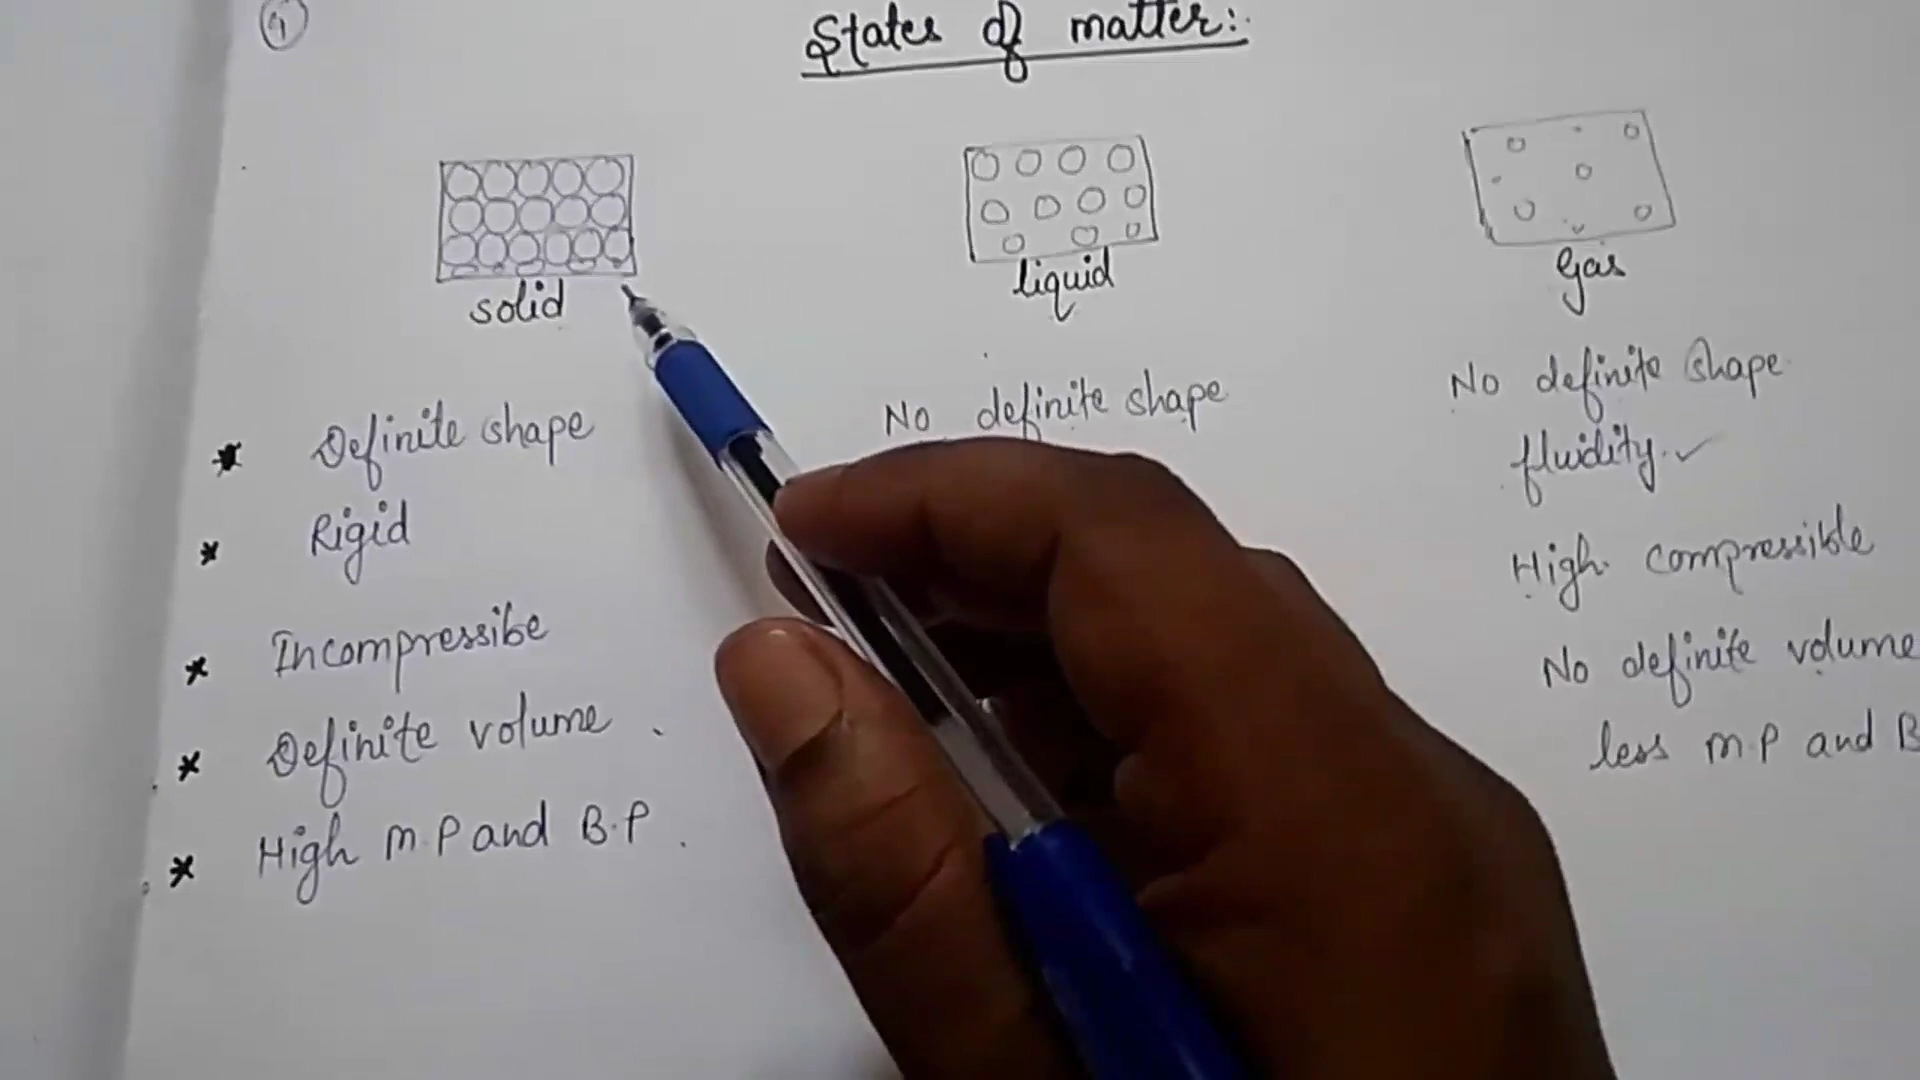 States of matter:
solid
liquid
gas
* Definite shape
* Rigid
* Incompressibe
* Definite volume.
* High M.P and B.P.
No definite shape
No definite shape
fluidity. ✓
High compressible
No definite volume
less M.P and B